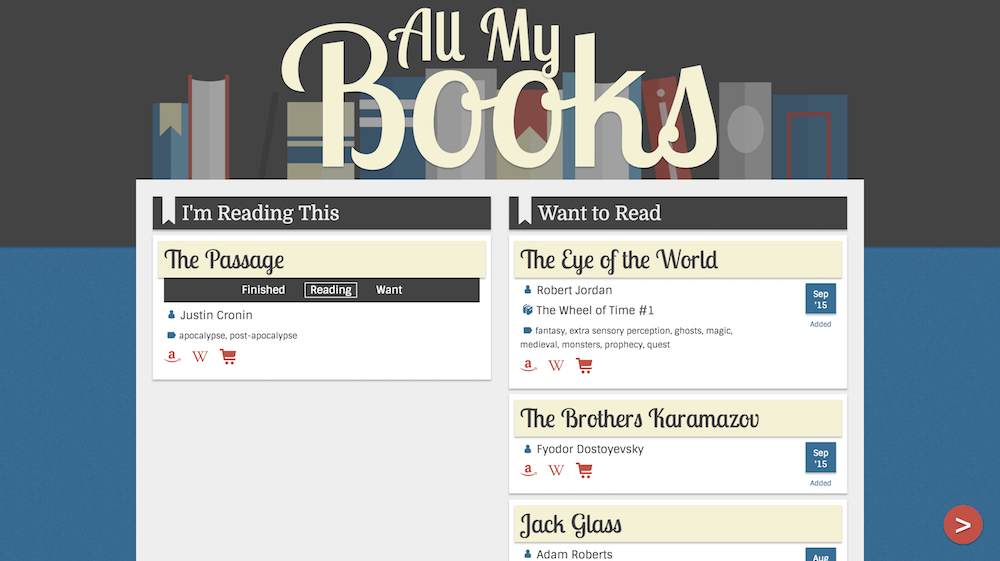 All My
Books
I'm Reading This
The Passage
Finished Reading Want
Justin Cronin
apocalypse, post-apocalypse
a W
Want to Read
The Eye of the World
Robert Jordan
The Wheel of Time #1
fantasy, extra sensory perception, ghosts, magic,
medieval, monsters, prophecy, quest
Sep
'15
Added
a W
The Brothers Karamazov
Fyodor Dostoyevsky
Sep
'15
Added
a W
Jack Glass
Adam Roberts
Aug
>